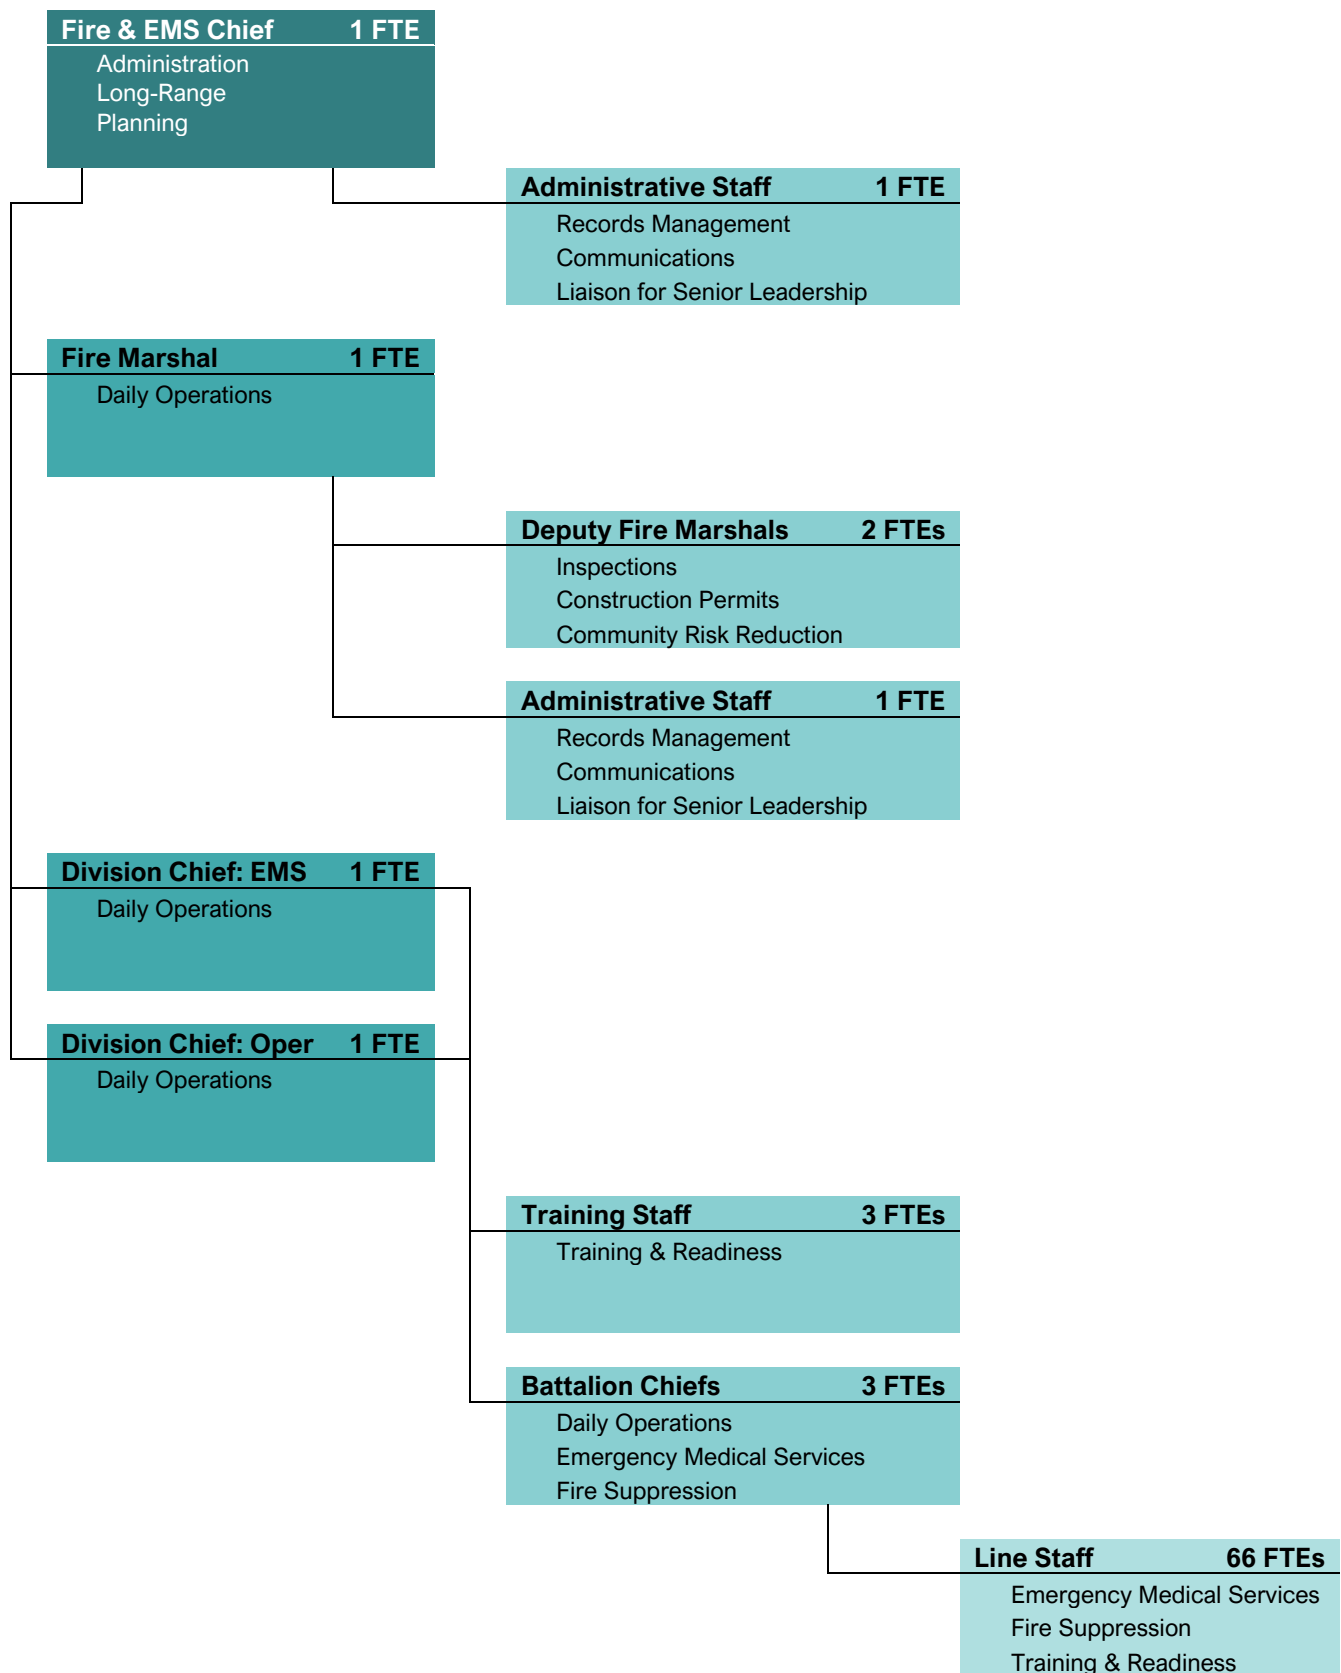 Fire & EMS Chief 1 FTE
Administration
Long-Range
Planning
Administrative Staff 1 FTE
Records Management
Communications
Liaison for Senior Leadership
Fire Marshal 1 FTE
Daily Operations
Deputy Fire Marshals 2 FTEs
Inspections
Construction Permits
Community Risk Reduction
Administrative Staff 1 FTE
Records Management
Communications
Liaison for Senior Leadership
Division Chief: EMS 1 FTE
Daily Operations
Division Chief: Oper 1 FTE
Daily Operations
Training Staff 3 FTEs
Training & Readiness
Battalion Chiefs 3 FTEs
Daily Operations
Emergency Medical Services
Fire Suppression
Line Staff 66 FTEs
Emergency Medical Services
Fire Suppression
Training & Readiness